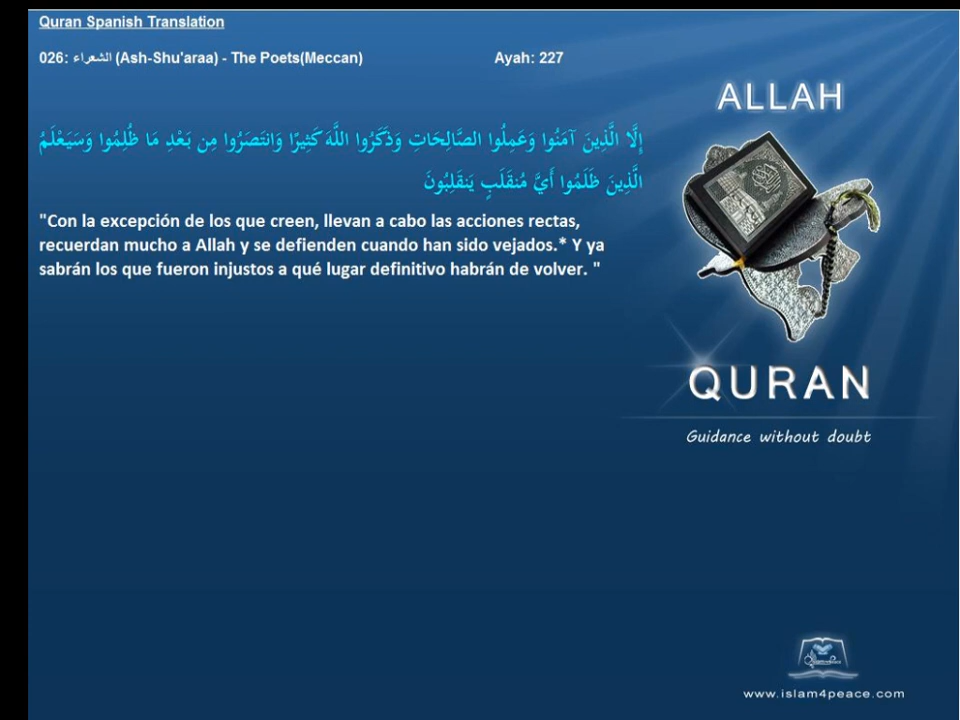 Quran Spanish Translation
026: الشعراء (Ash-Shu'araa) - The Poets(Meccan) Ayah: 227
إِلَّا الَّذِينَ آمَنُوا وَعَمِلُوا الصَّالِحَاتِ وَذَكَرُوا اللَّهَ كَثِيرًا وَانتَصَرُوا مِن بَعْدِ مَا ظُلِمُوا وَسَيَعْلَمُ
الَّذِينَ ظَلَمُوا أَيَّ مُنقَلَبٍ يَنقَلِبُونَ
"Con la excepción de los que creen, llevan a cabo las acciones rectas,
recuerdan mucho a Allah y se defienden cuando han sido vejados.* Y ya
sabrán los que fueron injustos a qué lugar definitivo habrán de volver. "
ALLAH
QURAN
Guidance without doubt
www.islam4peace.com